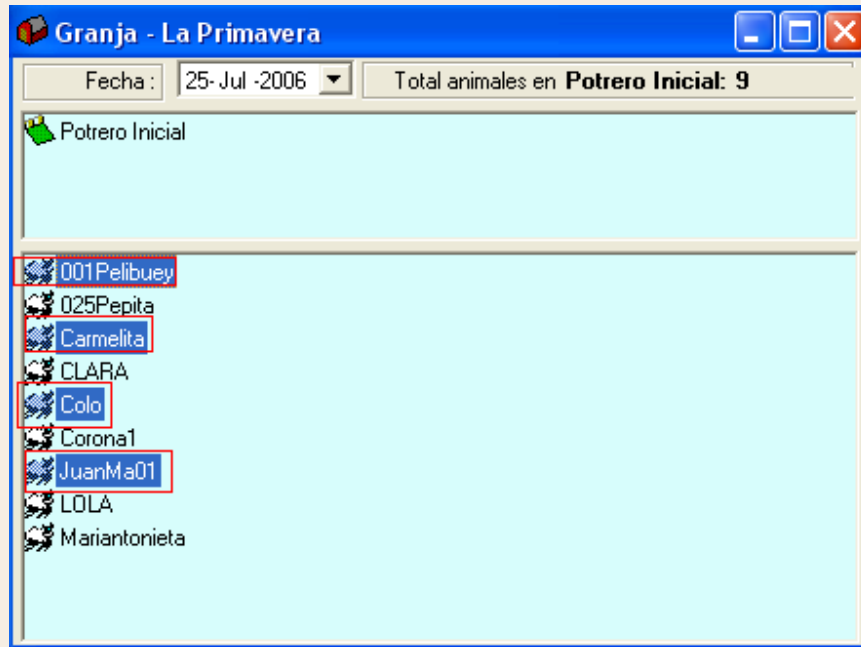 Granja - La Primavera
Fecha : 25- Jul -2006 Total animales en Potrero Inicial: 9
Potrero Inicial
001Pelibuey
025Pepita
Carmelita
CLARA
Colo
Corona1
JuanMa01
LOLA
Mariantonieta